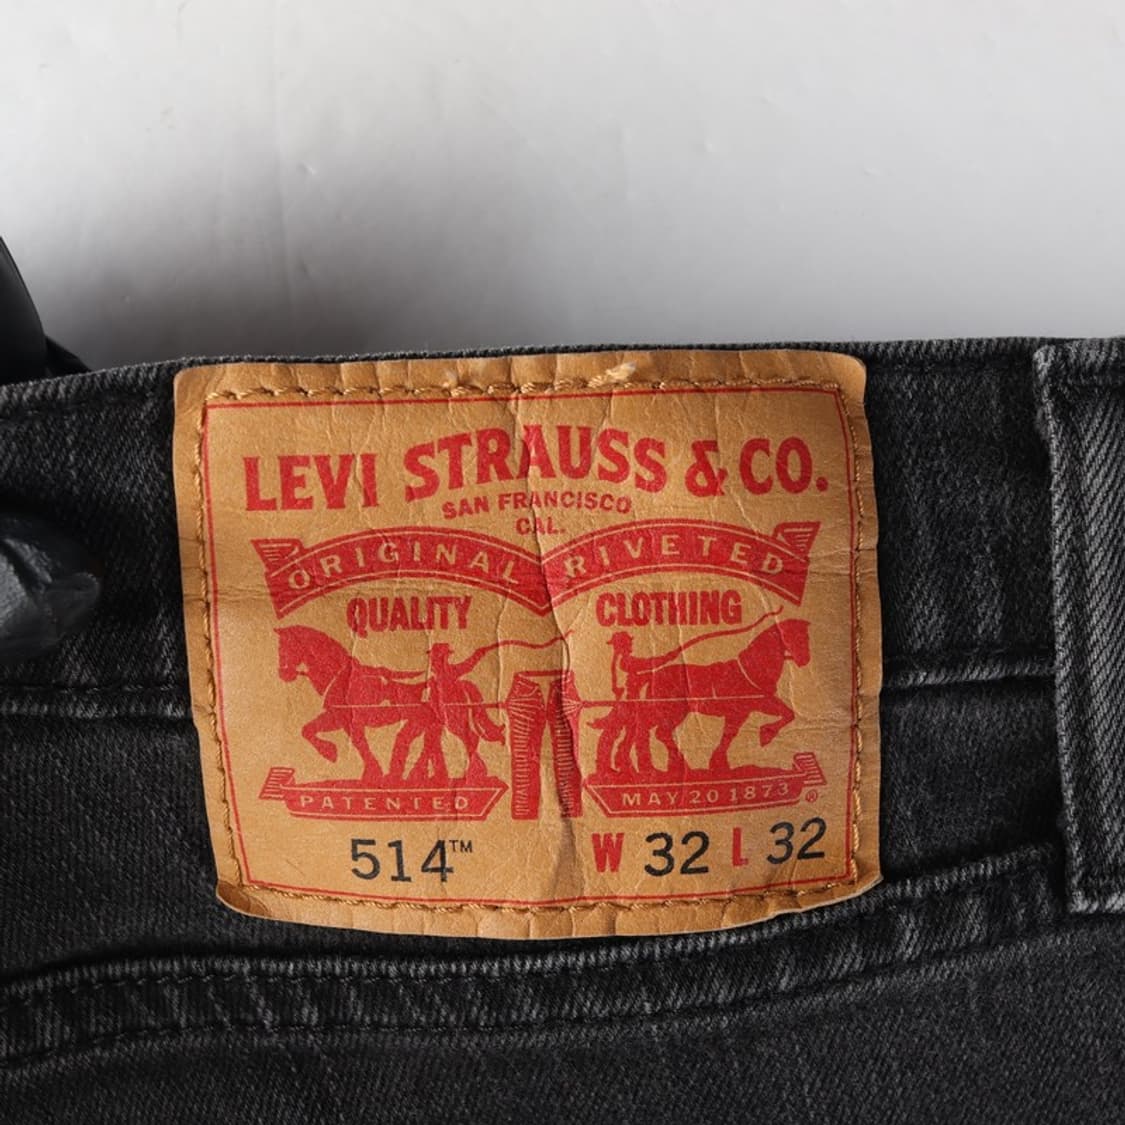 LEVI STRAUSS & CO.
SAN FRANCISCO
CAL.
ORIGINAL RIVETED
QUALITY CLOTHING
PATENTED MAY 20 1873 ®
514™ W 32 L 32